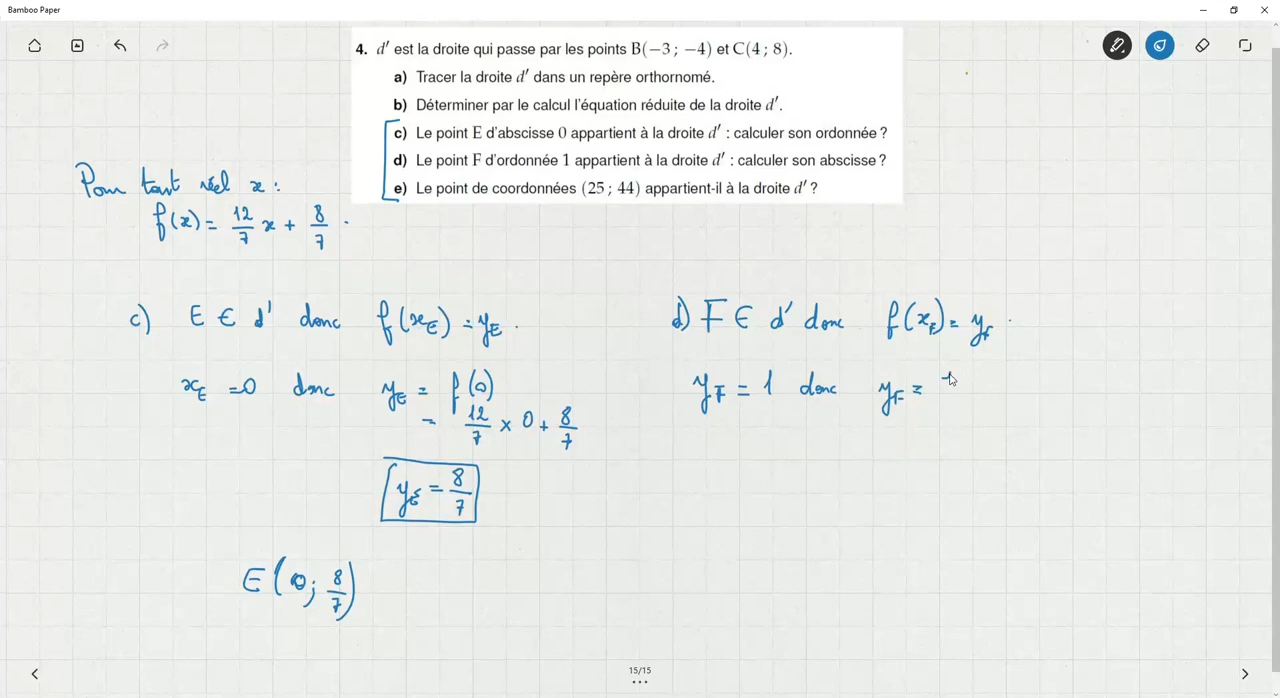 Bamboo Paper
4. d′ est la droite qui passe par les points B(−3 ; −4) et C(4 ; 8).
a) Tracer la droite d′ dans un repère orthornomé.
b) Déterminer par le calcul l'équation réduite de la droite d′.
c) Le point E d'abscisse 0 appartient à la droite d′ : calculer son ordonnée ?
d) Le point F d'ordonnée 1 appartient à la droite d′ : calculer son abscisse ?
e) Le point de coordonnées (25 ; 44) appartient-il à la droite d′ ?
Pour tout réel x :
f(x) = 12/7 x + 8/7 .
c) E ∈ d' donc f(x_E) = y_E .
x_E = 0 donc y_E = f(0)
= 12/7 × 0 + 8/7
y_E = 8/7
E(0; 8/7)
d) F ∈ d' donc f(x_F) = y_F .
y_F = 1 donc y_F =
15/15